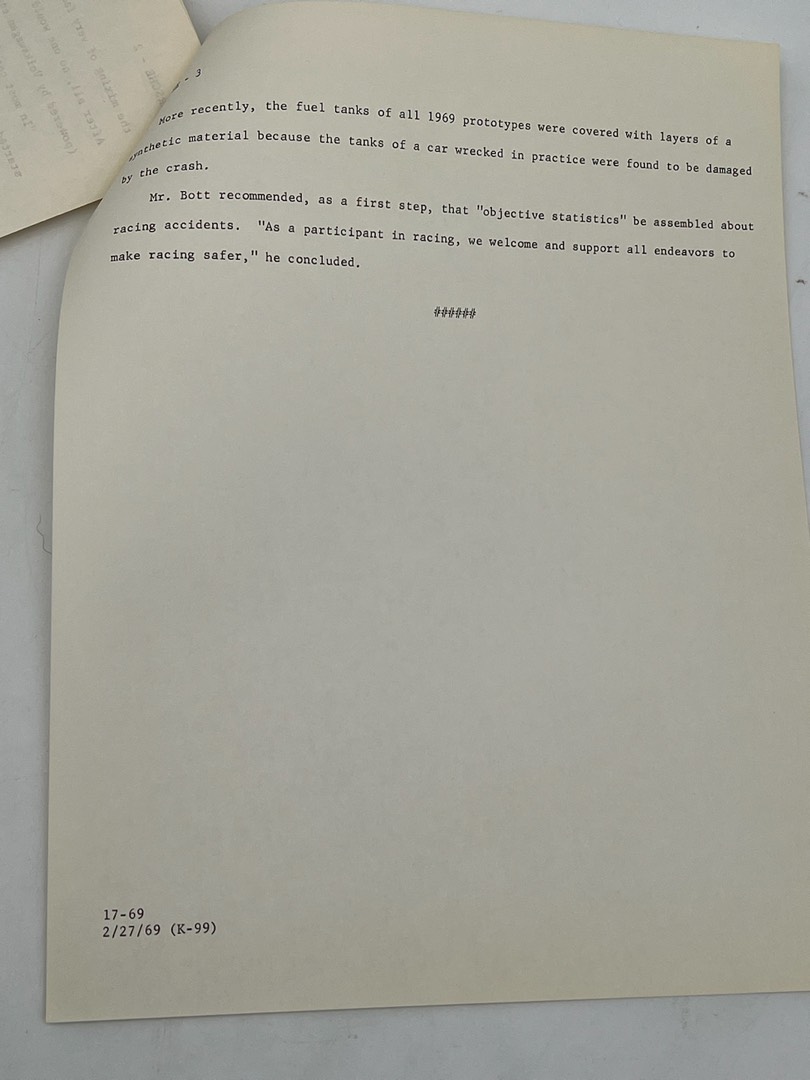 - 3
More recently, the fuel tanks of all 1969 prototypes were covered with layers of a
synthetic material because the tanks of a car wrecked in practice were found to be damaged
by the crash.
Mr. Bott recommended, as a first step, that "objective statistics" be assembled about
racing accidents. "As a participant in racing, we welcome and support all endeavors to
make racing safer," he concluded.
######
17-69
2/27/69 (K-99)